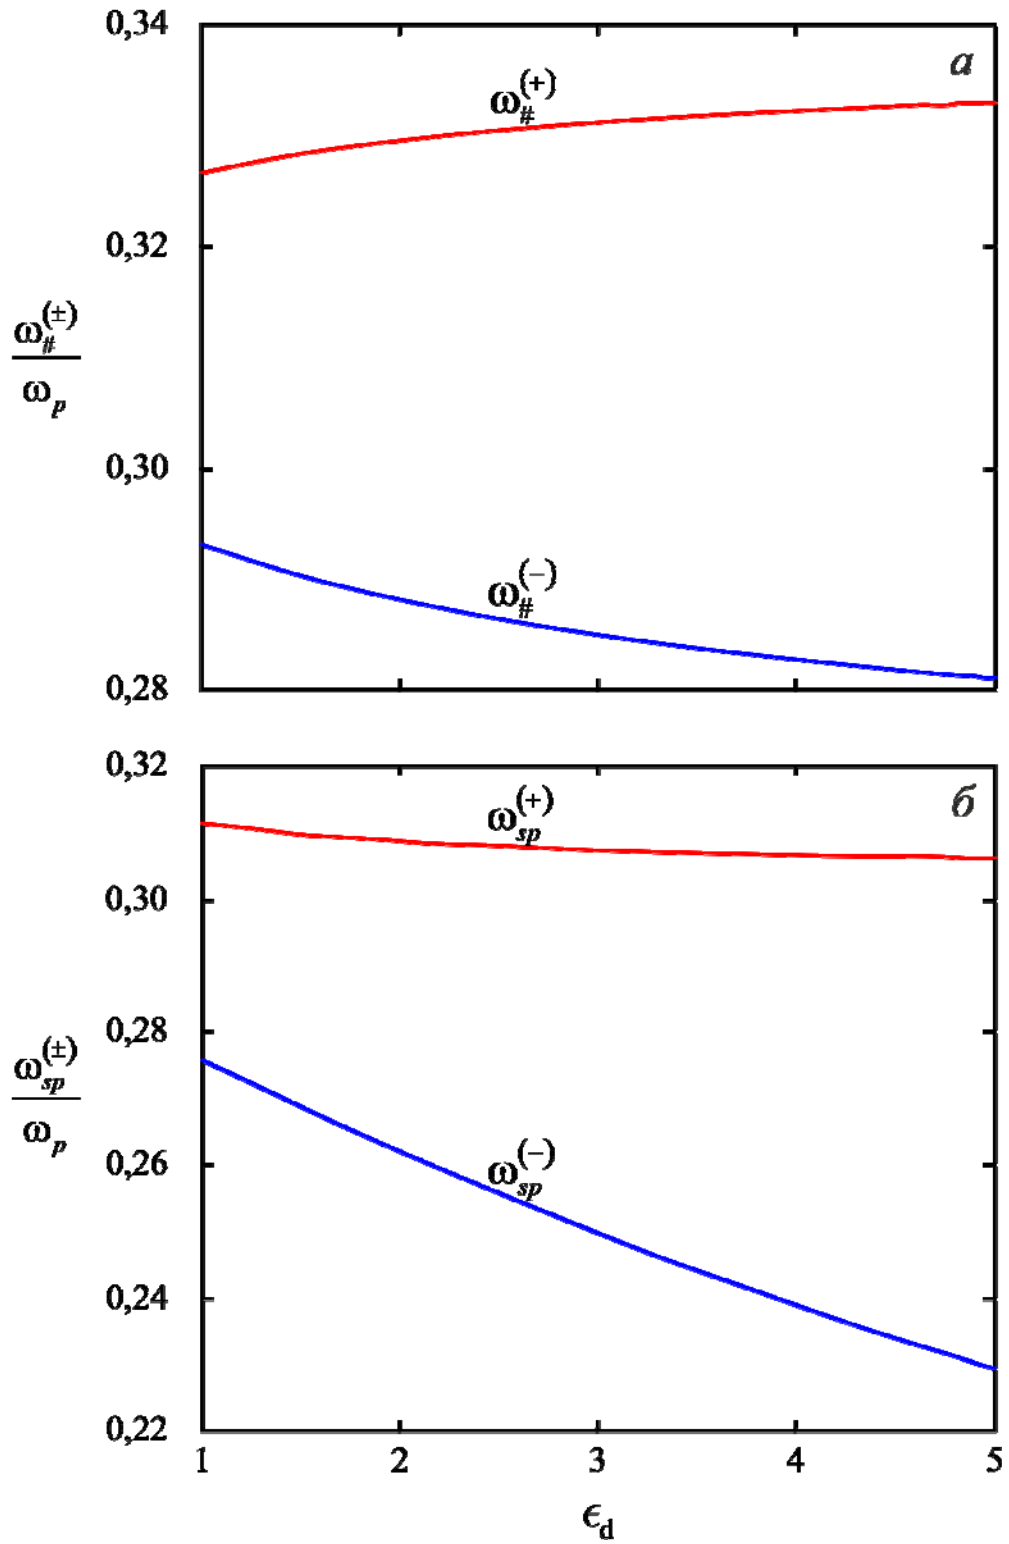 0,34
а
ω#(+)
0,32
ω#(±)
ωp
0,30
ω#(−)
0,28
0,32
б
ωsp(+)
0,30
0,28
ωsp(±)
ωp
0,26
ωsp(−)
0,24
0,22
1 2 3 4 5
ϵd